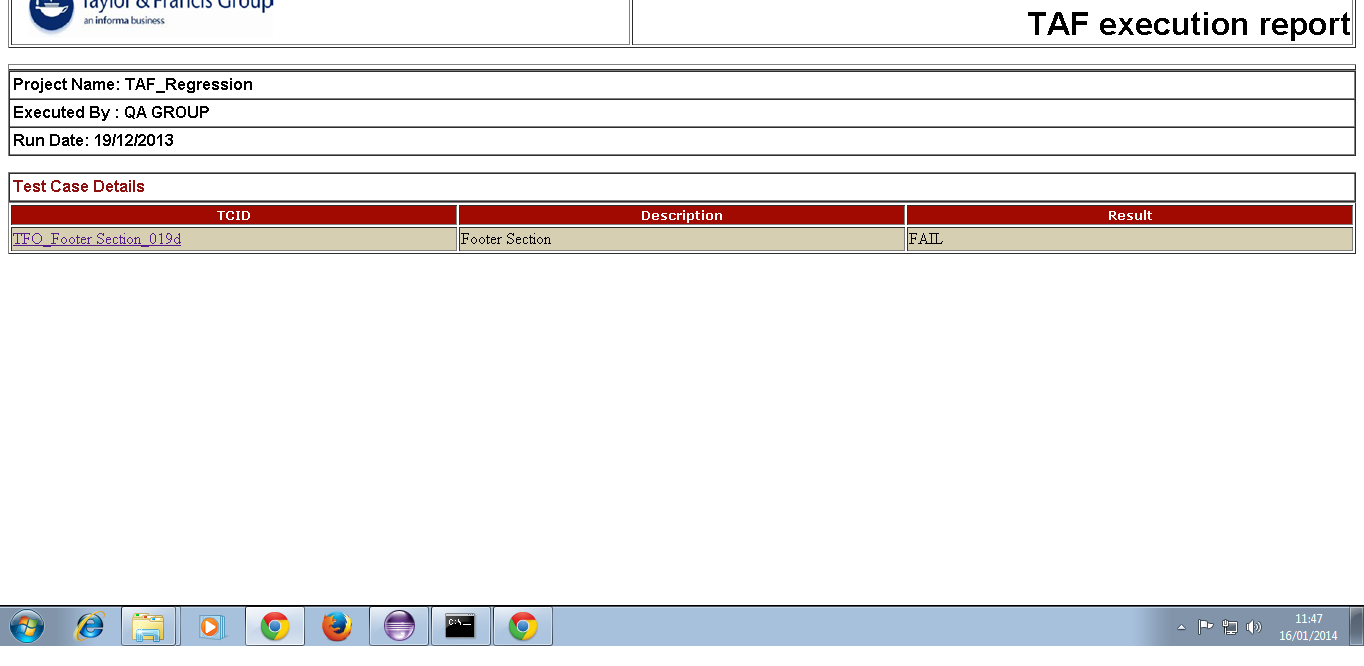 Taylor & Francis Group
an informa business
TAF execution report
Project Name: TAF_Regression
Executed By : QA GROUP
Run Date: 19/12/2013
Test Case Details
TCID Description Result
TFO_Footer Section_019d Footer Section FAIL
C:\_
11:47
16/01/2014